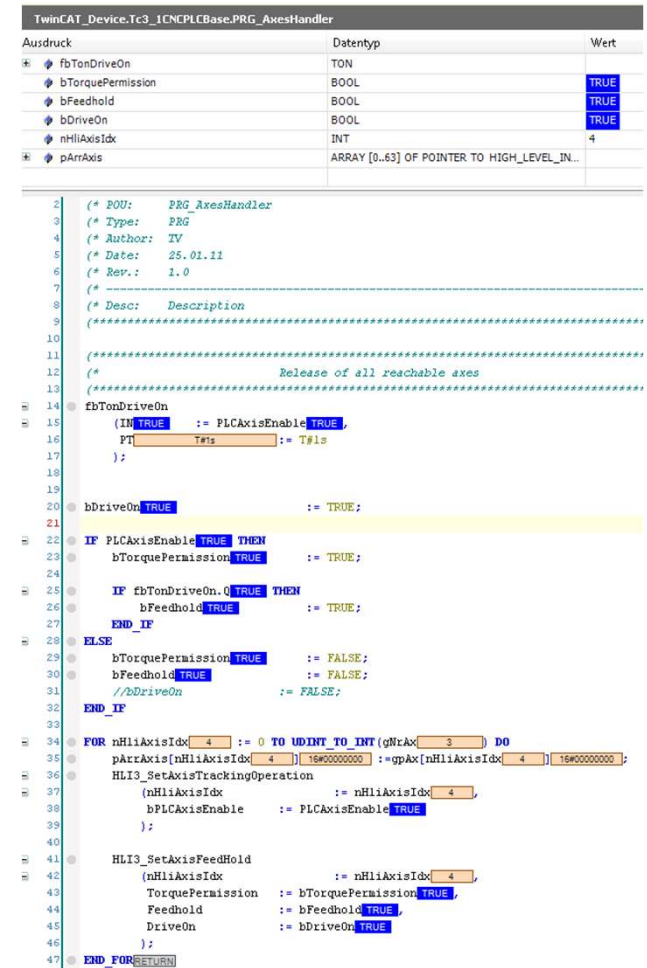 TwinCAT_Device.Tc3_1CNCPLCBase.PRG_AxesHandler
Ausdruck Datentyp Wert
fbTonDriveOn TON
bTorquePermission BOOL TRUE
bFeedhold BOOL TRUE
bDriveOn BOOL TRUE
nHliAxisIdx INT 4
pArrAxis ARRAY [0..63] OF POINTER TO HIGH_LEVEL_IN...
2 (* POU: PRG_AxesHandler
3 (* Type: PRG
4 (* Author: TV
5 (* Date: 25.01.11
6 (* Rev.: 1.0
7 (* ------------------------------------------------------------------------------
8 (* Desc: Description
9 (*******************************************************************************
10
11 (*******************************************************************************
12 (* Release of all reachable axes
13 (*******************************************************************************
14 fbTonDriveOn
15 (IN TRUE := PLCAxisEnable TRUE ,
16 PT T#1s := T#1s
17 );
18
19
20 bDriveOn TRUE := TRUE;
21
22 IF PLCAxisEnable TRUE THEN
23 bTorquePermission TRUE := TRUE;
24
25 IF fbTonDriveOn.Q TRUE THEN
26 bFeedhold TRUE := TRUE;
27 END_IF
28 ELSE
29 bTorquePermission TRUE := FALSE;
30 bFeedhold TRUE := FALSE;
31 //bDriveOn := FALSE;
32 END_IF
33
34 FOR nHliAxisIdx 4 := 0 TO UDINT_TO_INT(gNrAx 3 ) DO
35 pArrAxis[nHliAxisIdx 4 ] 16#00000000 :=gpAx[nHliAxisIdx 4 ] 16#00000000 ;
36 HLI3_SetAxisTrackingOperation
37 (nHliAxisIdx := nHliAxisIdx 4 ,
38 bPLCAxisEnable := PLCAxisEnable TRUE
39 );
40
41 HLI3_SetAxisFeedHold
42 (nHliAxisIdx := nHliAxisIdx 4 ,
43 TorquePermission := bTorquePermission TRUE ,
44 Feedhold := bFeedhold TRUE ,
45 DriveOn := bDriveOn TRUE
46 );
47 END_FOR RETURN